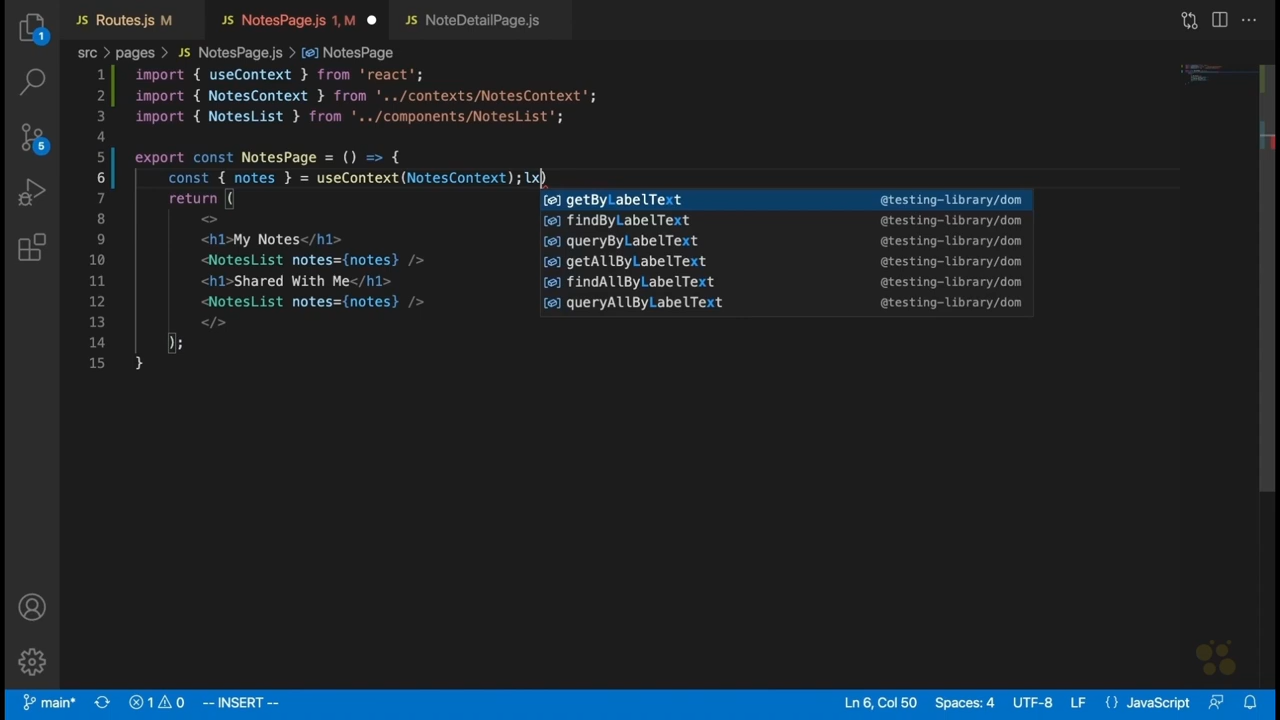 JS Routes.js M JS NotesPage.js 1, M JS NoteDetailPage.js
src > pages > JS NotesPage.js > NotesPage
1 import { useContext } from 'react';
2 import { NotesContext } from '../contexts/NotesContext';
3 import { NotesList } from '../components/NotesList';
4
5 export const NotesPage = () => {
6 const { notes } = useContext(NotesContext);lx)
7 return (
getByLabelText @testing-library/dom
8 <>
findByLabelText @testing-library/dom
9 <h1>My Notes</h1>
queryByLabelText @testing-library/dom
10 <NotesList notes={notes} />
getAllByLabelText @testing-library/dom
11 <h1>Shared With Me</h1>
findAllByLabelText @testing-library/dom
12 <NotesList notes={notes} />
queryAllByLabelText @testing-library/dom
13 </>
14 );
15 }
1
5
main* 1 0 -- INSERT -- Ln 6, Col 50 Spaces: 4 UTF-8 LF {} JavaScript